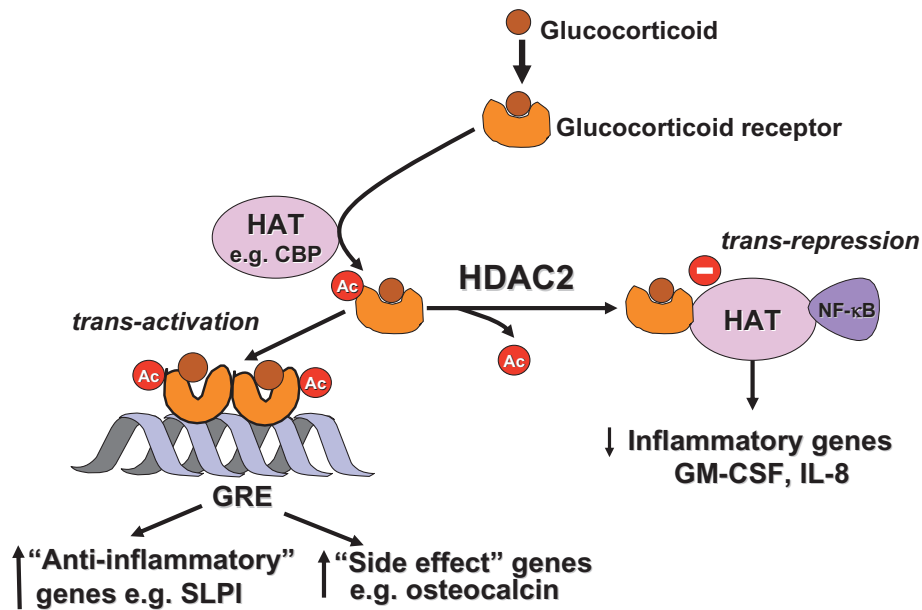 Glucocorticoid
Glucocorticoid receptor
HAT
e.g. CBP
Ac
HDAC2
Ac
trans-repression
HAT
NF-κB
trans-activation
Ac
Ac
GRE
↓ Inflammatory genes
GM-CSF, IL-8
↑ “Anti-inflammatory”
genes e.g. SLPI
↑ “Side effect” genes
e.g. osteocalcin